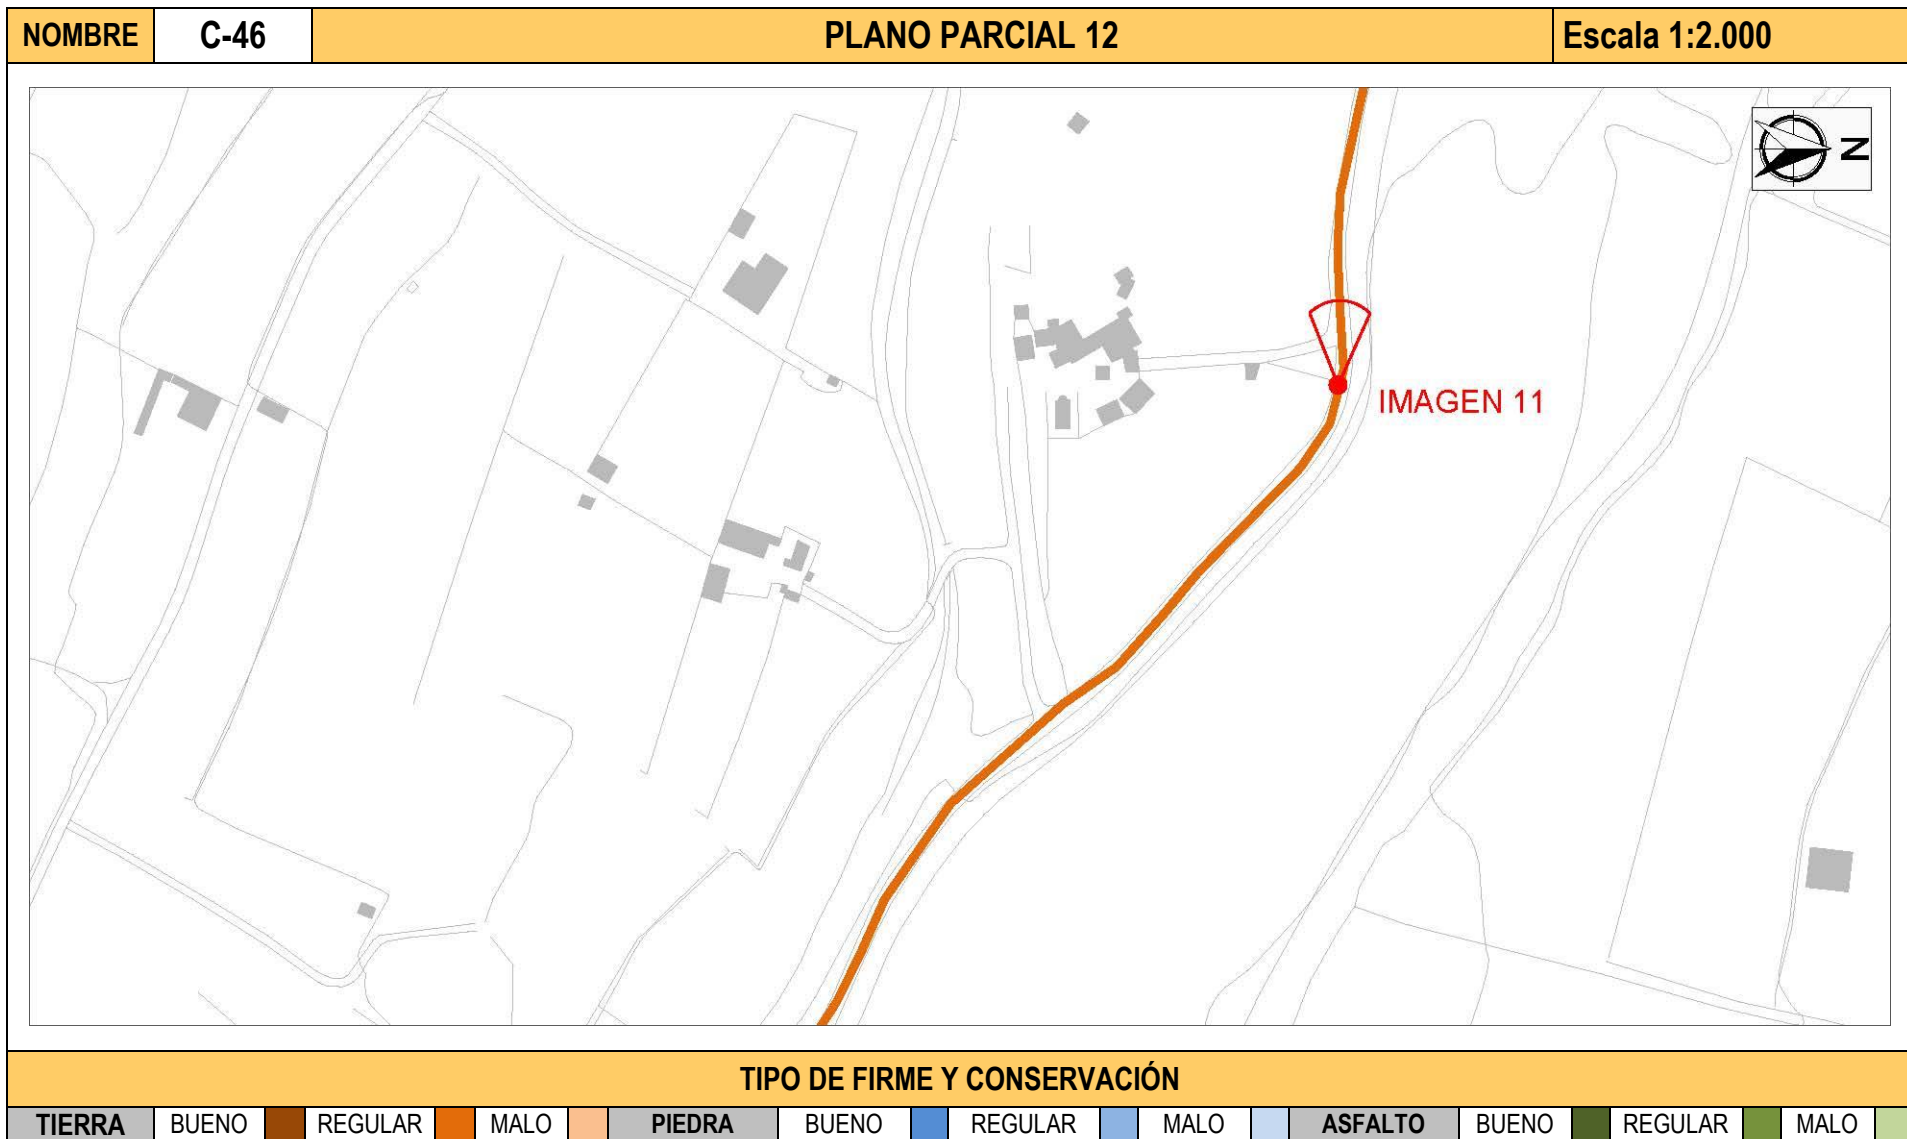 NOMBRE C-46 PLANO PARCIAL 12 Escala 1:2.000
N
IMAGEN 11
TIPO DE FIRME Y CONSERVACIÓN
TIERRA BUENO REGULAR MALO PIEDRA BUENO REGULAR MALO ASFALTO BUENO REGULAR MALO